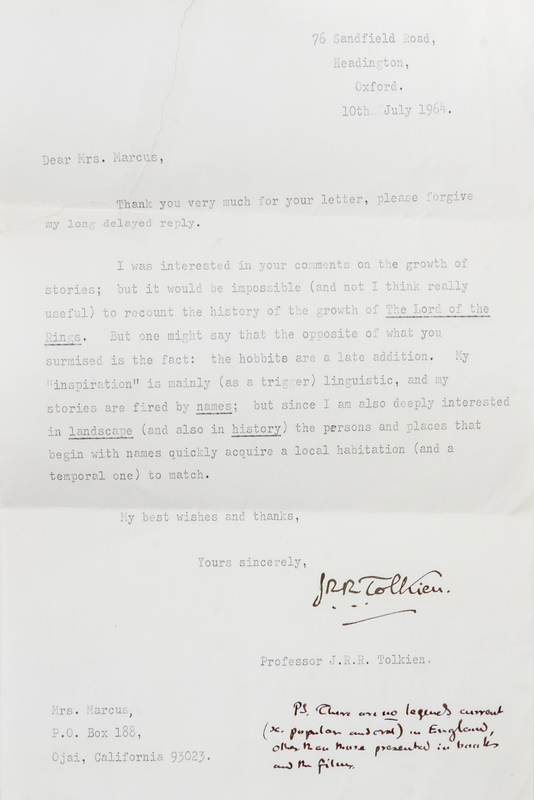 76 Sandfield Road,
Headington,
Oxford.
10th July 1964.
Dear Mrs. Marcus,
Thank you very much for your letter, please forgive
my long delayed reply.
I was interested in your comments on the growth of
stories; but it would be impossible (and not I think really
useful) to recount the history of the growth of The Lord of the
Rings. But one might say that the opposite of what you
surmised is the fact: the hobbits are a late addition. My
"inspiration" is mainly (as a trigger) linguistic, and my
stories are fired by names; but since I am also deeply interested
in landscape (and also in history) the persons and places that
begin with names quickly acquire a local habitation (and a
temporal one) to match.
My best wishes and thanks,
Yours sincerely,
JRRTolkien.
Professor J.R.R. Tolkien.
Mrs. Marcus,
P.O. Box 188,
Ojai, California 93023.
PS. There are no legends current
popular and oral) in England,
other than those presented in books
and the films.